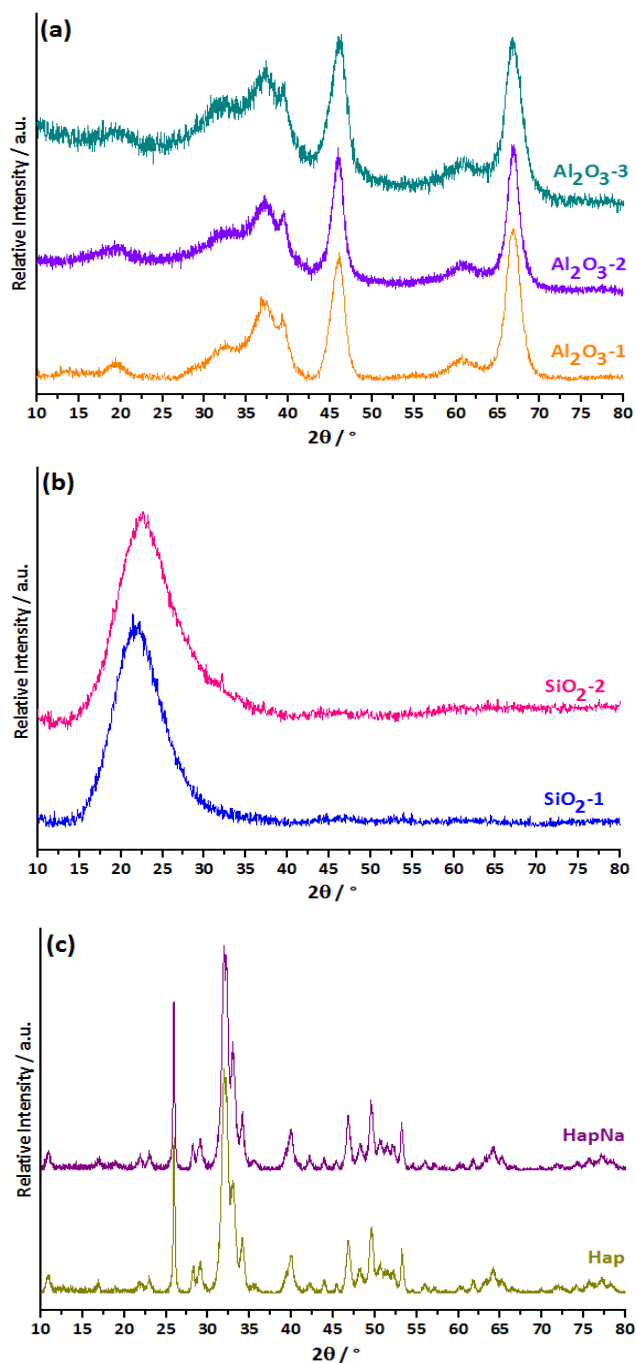 (a)
Relative Intensity / a.u.
Al₂O₃-3
Al₂O₃-2
Al₂O₃-1
10 15 20 25 30 35 40 45 50 55 60 65 70 75 80
2θ / °
(b)
Relative Intensity / a.u.
SiO₂-2
SiO₂-1
10 15 20 25 30 35 40 45 50 55 60 65 70 75 80
2θ / °
(c)
Relative Intensity / a.u.
HapNa
Hap
10 15 20 25 30 35 40 45 50 55 60 65 70 75 80
2θ / °